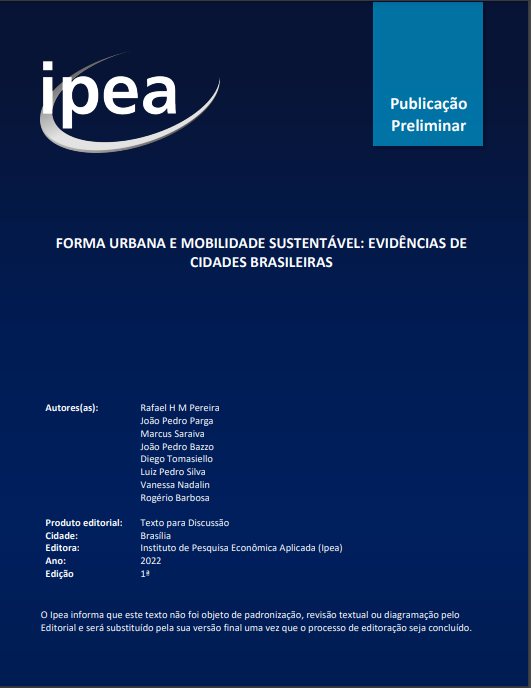 ipea
Publicação
Preliminar
FORMA URBANA E MOBILIDADE SUSTENTÁVEL: EVIDÊNCIAS DE
CIDADES BRASILEIRAS
Autores(as): Rafael H M Pereira
João Pedro Parga
Marcus Saraiva
João Pedro Bazzo
Diego Tomasiello
Luiz Pedro Silva
Vanessa Nadalin
Rogério Barbosa
Produto editorial: Texto para Discussão
Cidade: Brasília
Editora: Instituto de Pesquisa Econômica Aplicada (Ipea)
Ano: 2022
Edição 1ª
O Ipea informa que este texto não foi objeto de padronização, revisão textual ou diagramação pelo
Editorial e será substituído pela sua versão final uma vez que o processo de editoração seja concluído.